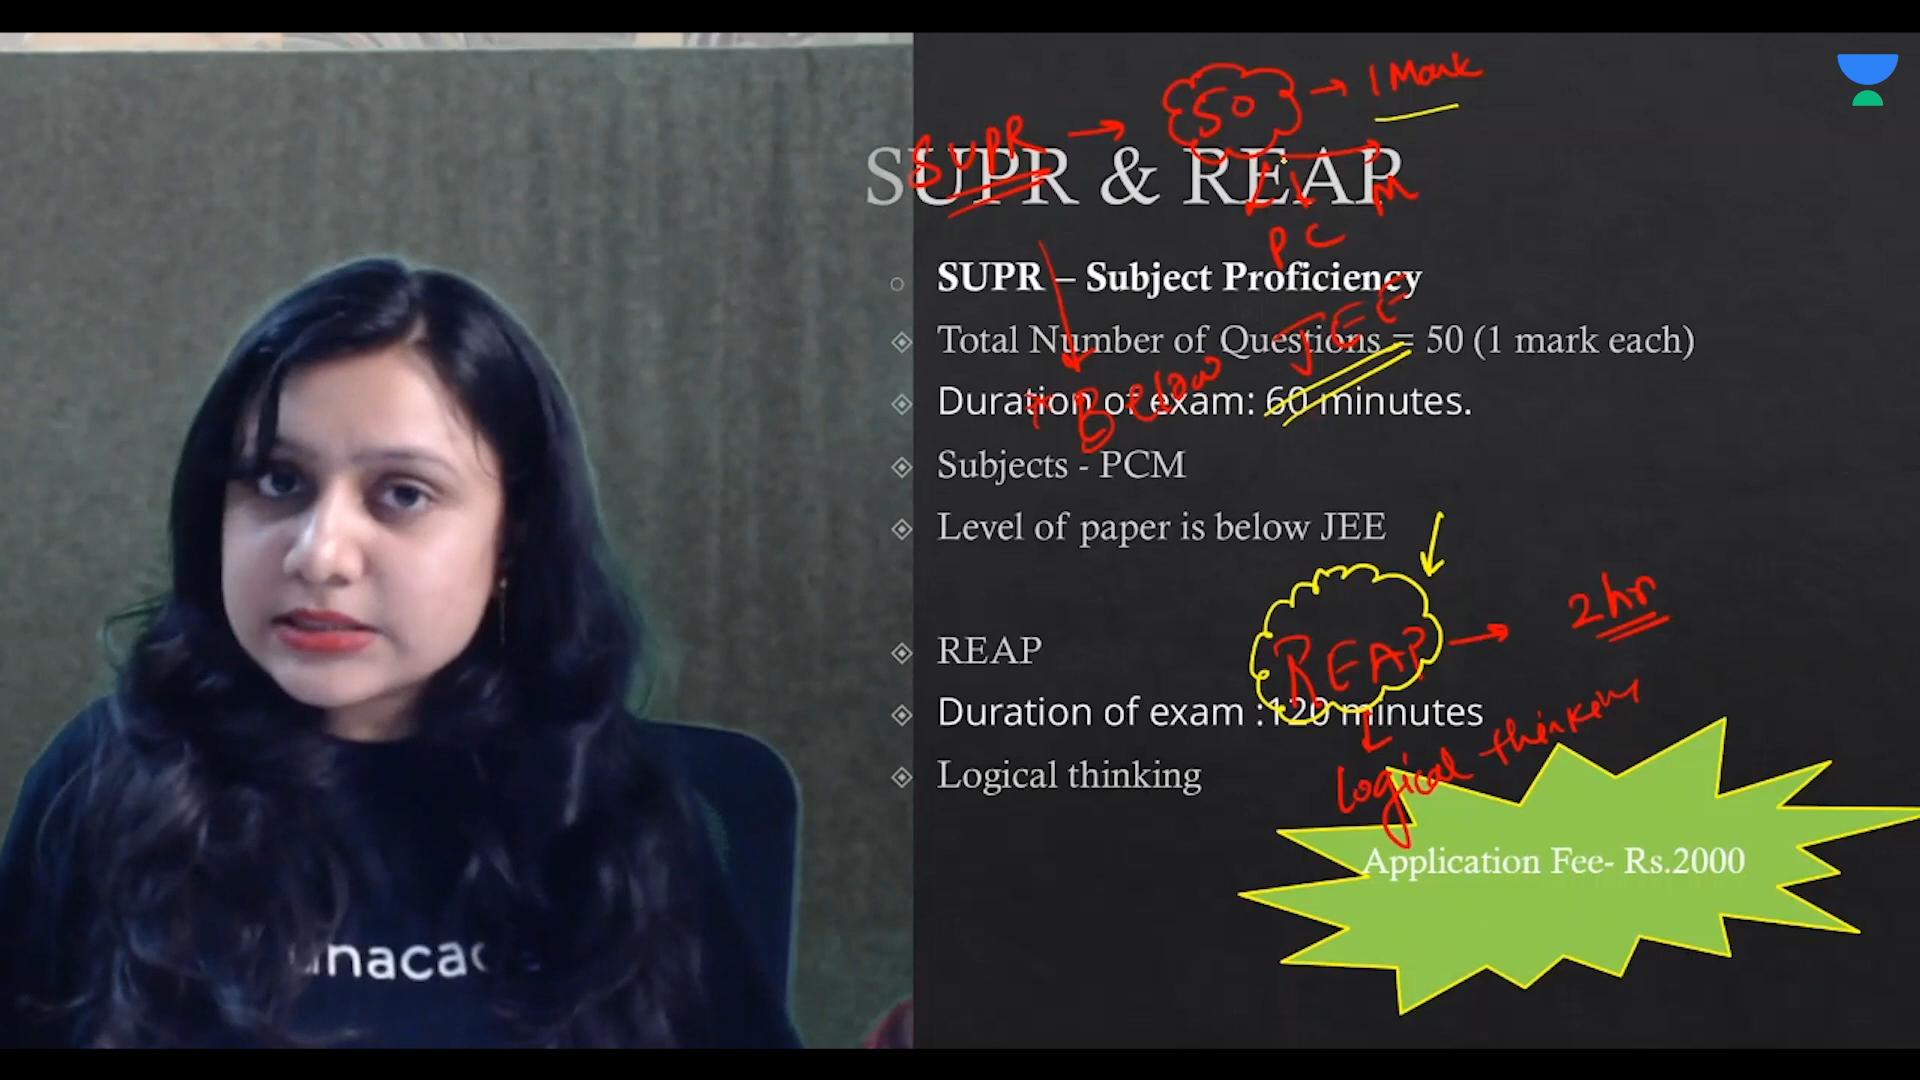 SUPR → 50 → 1 Mark
SUPR & REAP
P C M
SUPR – Subject Proficiency
Total Number of Questions = 50 (1 mark each)
JEE
Duration of exam: 60 minutes.
* Below
Subjects - PCM
Level of paper is below JEE
REAP → 2 hr
REAP
Duration of exam :120 minutes
Logical thinking
Logical thinking
Application Fee- Rs.2000
unacad